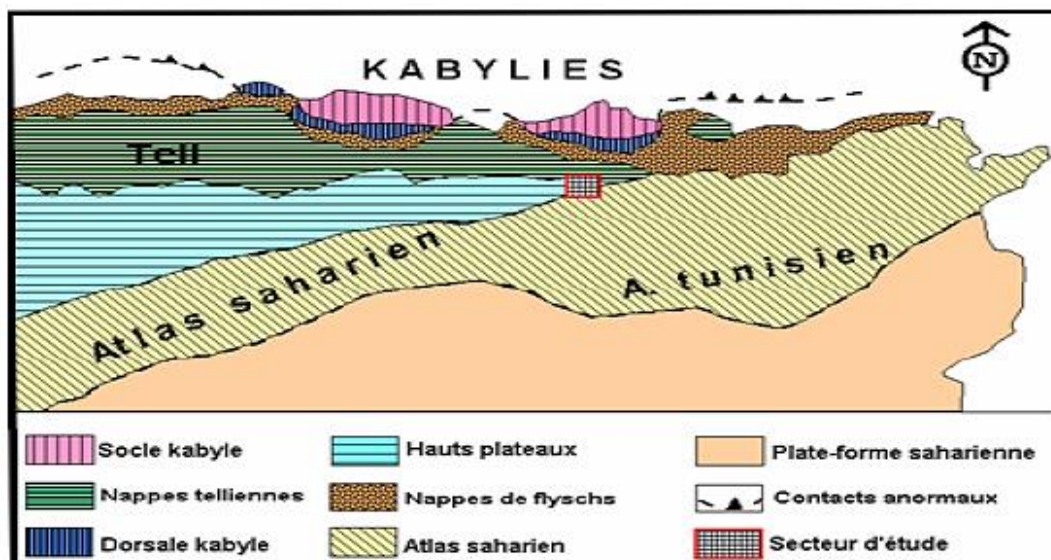 KABYLIES
N
Tell
Atlas saharien
A. tunisien
Socle kabyle
Hauts plateaux
Plate-forme saharienne
Nappes telliennes
Nappes de flyschs
Contacts anormaux
Dorsale kabyle
Atlas saharien
Secteur d'étude